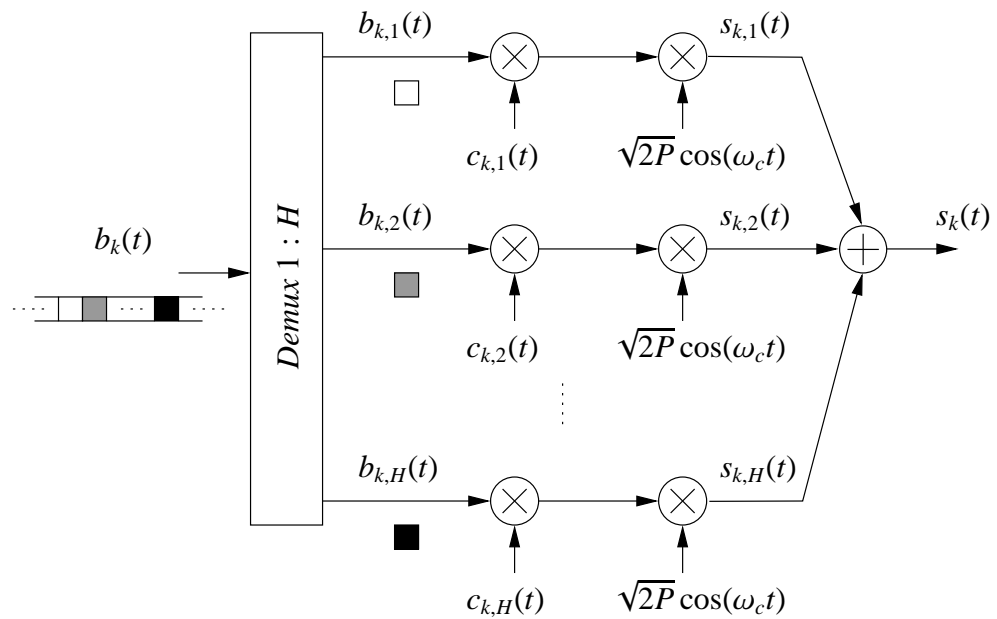 b_{k,1}(t) s_{k,1}(t)
c_{k,1}(t) √2P cos(ω_c t)
b_{k,2}(t) s_{k,2}(t) s_k(t)
b_k(t)
Demux 1 : H
c_{k,2}(t) √2P cos(ω_c t)
b_{k,H}(t) s_{k,H}(t)
c_{k,H}(t) √2P cos(ω_c t)